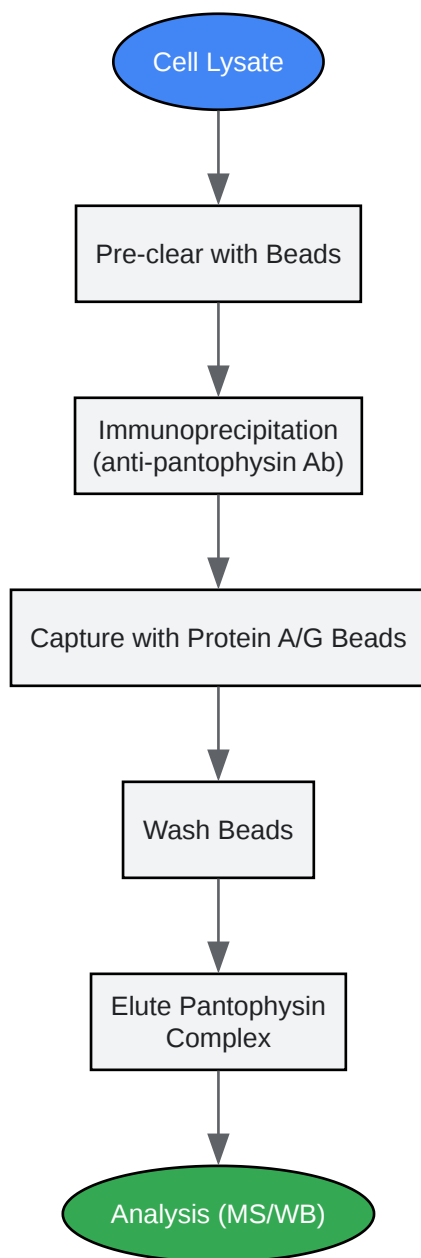 Cell Lysate
Pre-clear with Beads
Immunoprecipitation
(anti-pantophysin Ab)
Capture with Protein A/G Beads
Wash Beads
Elute Pantophysin
Complex
Analysis (MS/WB)